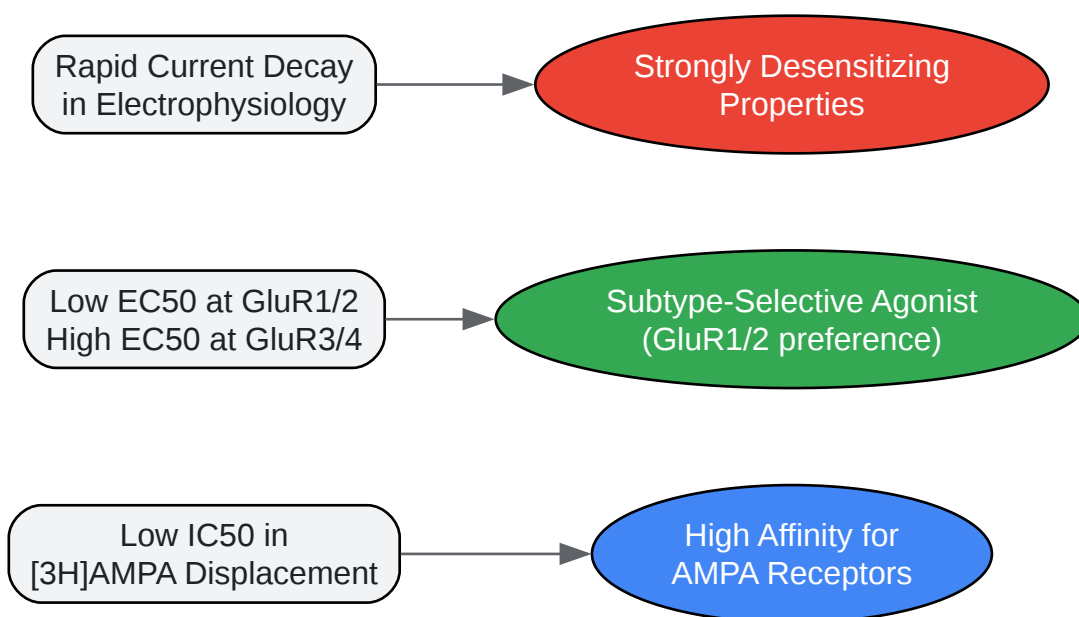 Rapid Current Decay
in Electrophysiology
Strongly Desensitizing
Properties
Low EC50 at GluR1/2
High EC50 at GluR3/4
Subtype-Selective Agonist
(GluR1/2 preference)
Low IC50 in
[3H]AMPA Displacement
High Affinity for
AMPA Receptors